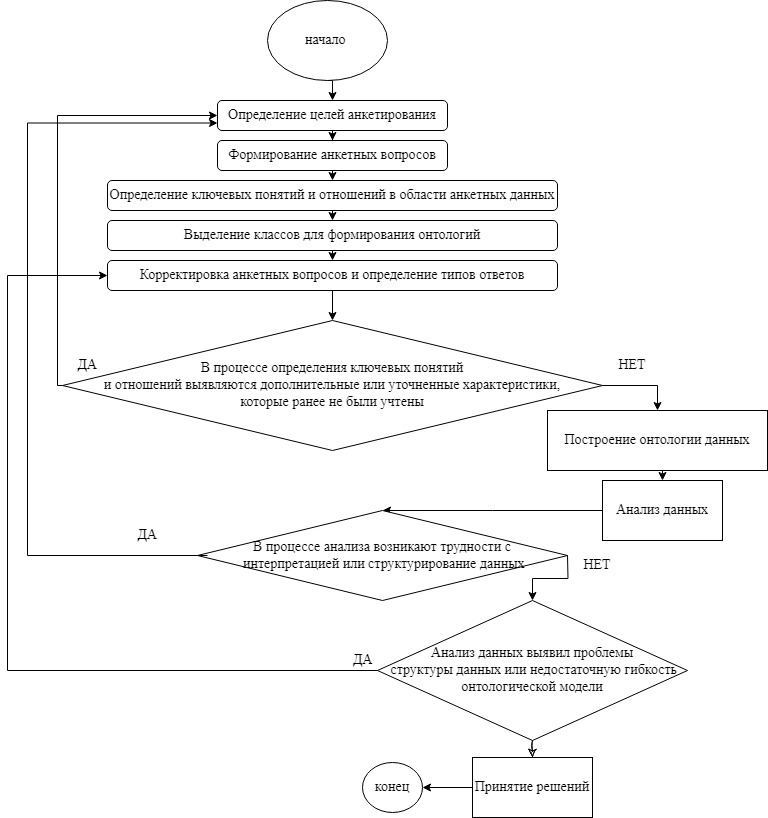 начало
Определение целей анкетирования
Формирование анкетных вопросов
Определение ключевых понятий и отношений в области анкетных данных
Выделение классов для формирования онтологий
Корректировка анкетных вопросов и определение типов ответов
ДА
НЕТ
В процессе определения ключевых понятий
и отношений выявляются дополнительные или уточненные характеристики,
которые ранее не были учтены
Построение онтологии данных
Анализ данных
ДА
В процессе анализа возникают трудности с
интерпретацией или структурирование данных
НЕТ
ДА
Анализ данных выявил проблемы
структуры данных или недостаточную гибкость
онтологической модели
конец
Принятие решений